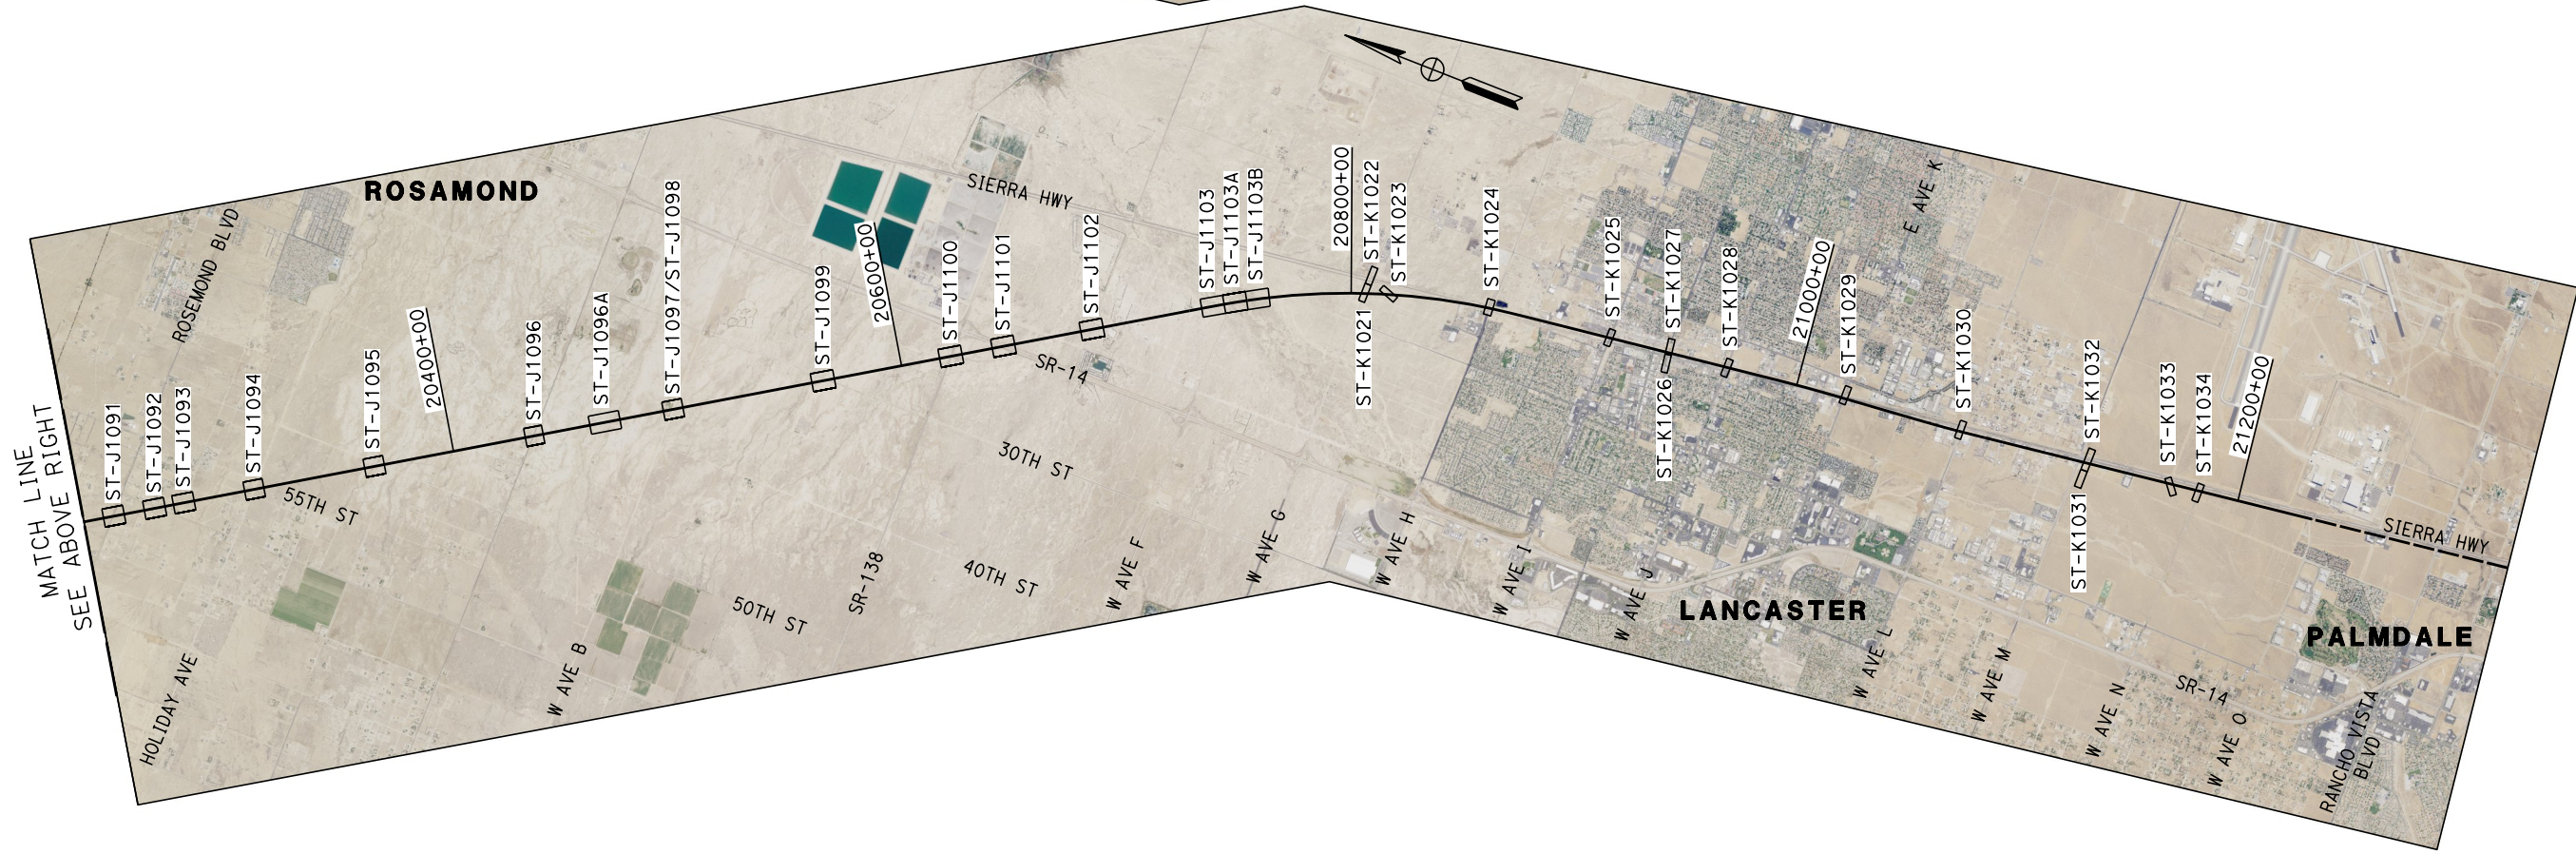 ROSAMOND
ROSEMOND BLVD
MATCH LINE
SEE ABOVE RIGHT
ST-J1091
ST-J1092
ST-J1093
ST-J1094
ST-J1095
20400+00
ST-J1096
ST-J1096A
ST-J1097/ST-J1098
ST-J1099
20600+00
ST-J1100
ST-J1101
ST-J1102
SIERRA HWY
ST-J1103
ST-J1103A
ST-J1103B
20800+00
ST-K1021
ST-K1022
ST-K1023
ST-K1024
ST-K1025
ST-K1026
ST-K1027
ST-K1028
21000+00
ST-K1029
E AVE K
ST-K1030
ST-K1031
ST-K1032
ST-K1033
ST-K1034
21200+00
SIERRA HWY
55TH ST
SR-14
30TH ST
40TH ST
50TH ST
HOLIDAY AVE
W AVE B
SR-138
W AVE F
W AVE G
W AVE H
W AVE I
W AVE J
LANCASTER
W AVE L
W AVE M
W AVE N
SR-14
W AVE O
PALMDALE
RANCHO VISTA
BLVD